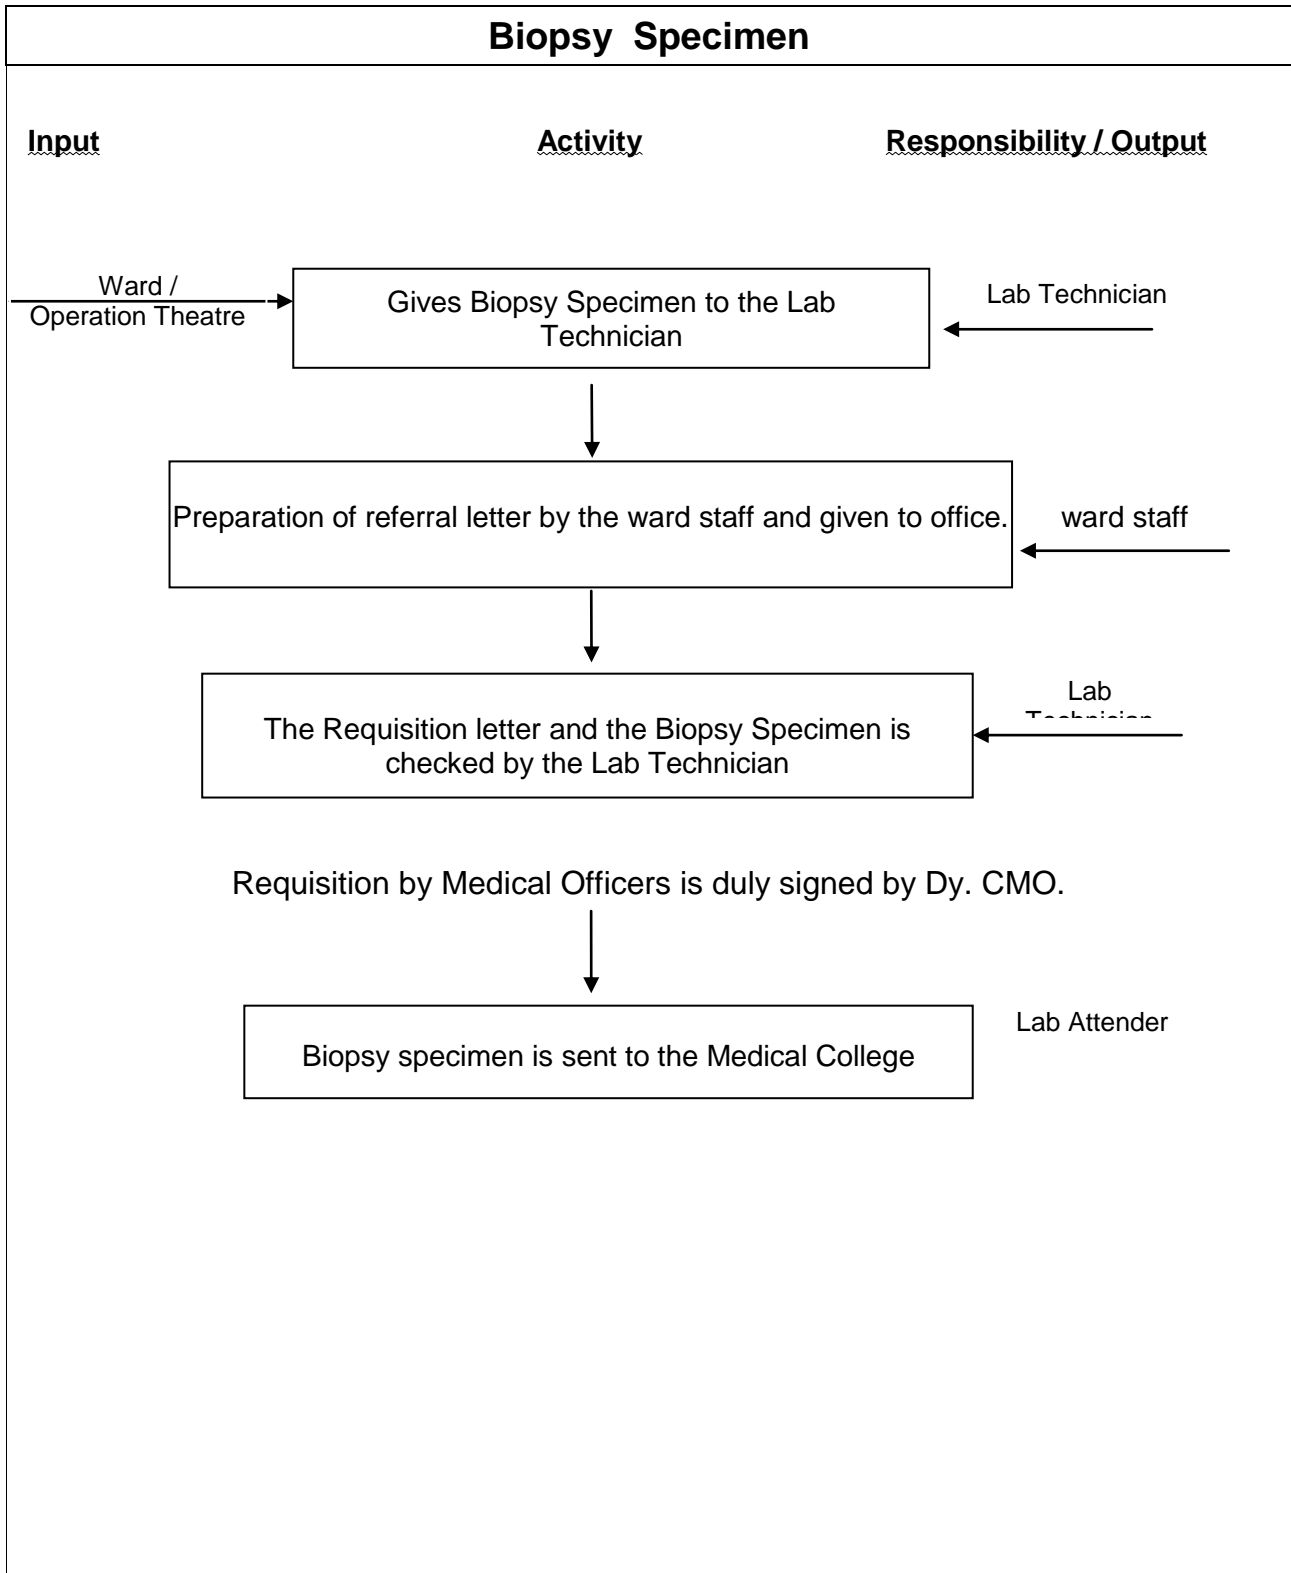 Biopsy Specimen
Input Activity Responsibility / Output
Ward /
Operation Theatre
Gives Biopsy Specimen to the Lab
Technician
Lab Technician
Preparation of referral letter by the ward staff and given to office.
ward staff
The Requisition letter and the Biopsy Specimen is
checked by the Lab Technician
Lab
Technician
Requisition by Medical Officers is duly signed by Dy. CMO.
Biopsy specimen is sent to the Medical College
Lab Attender